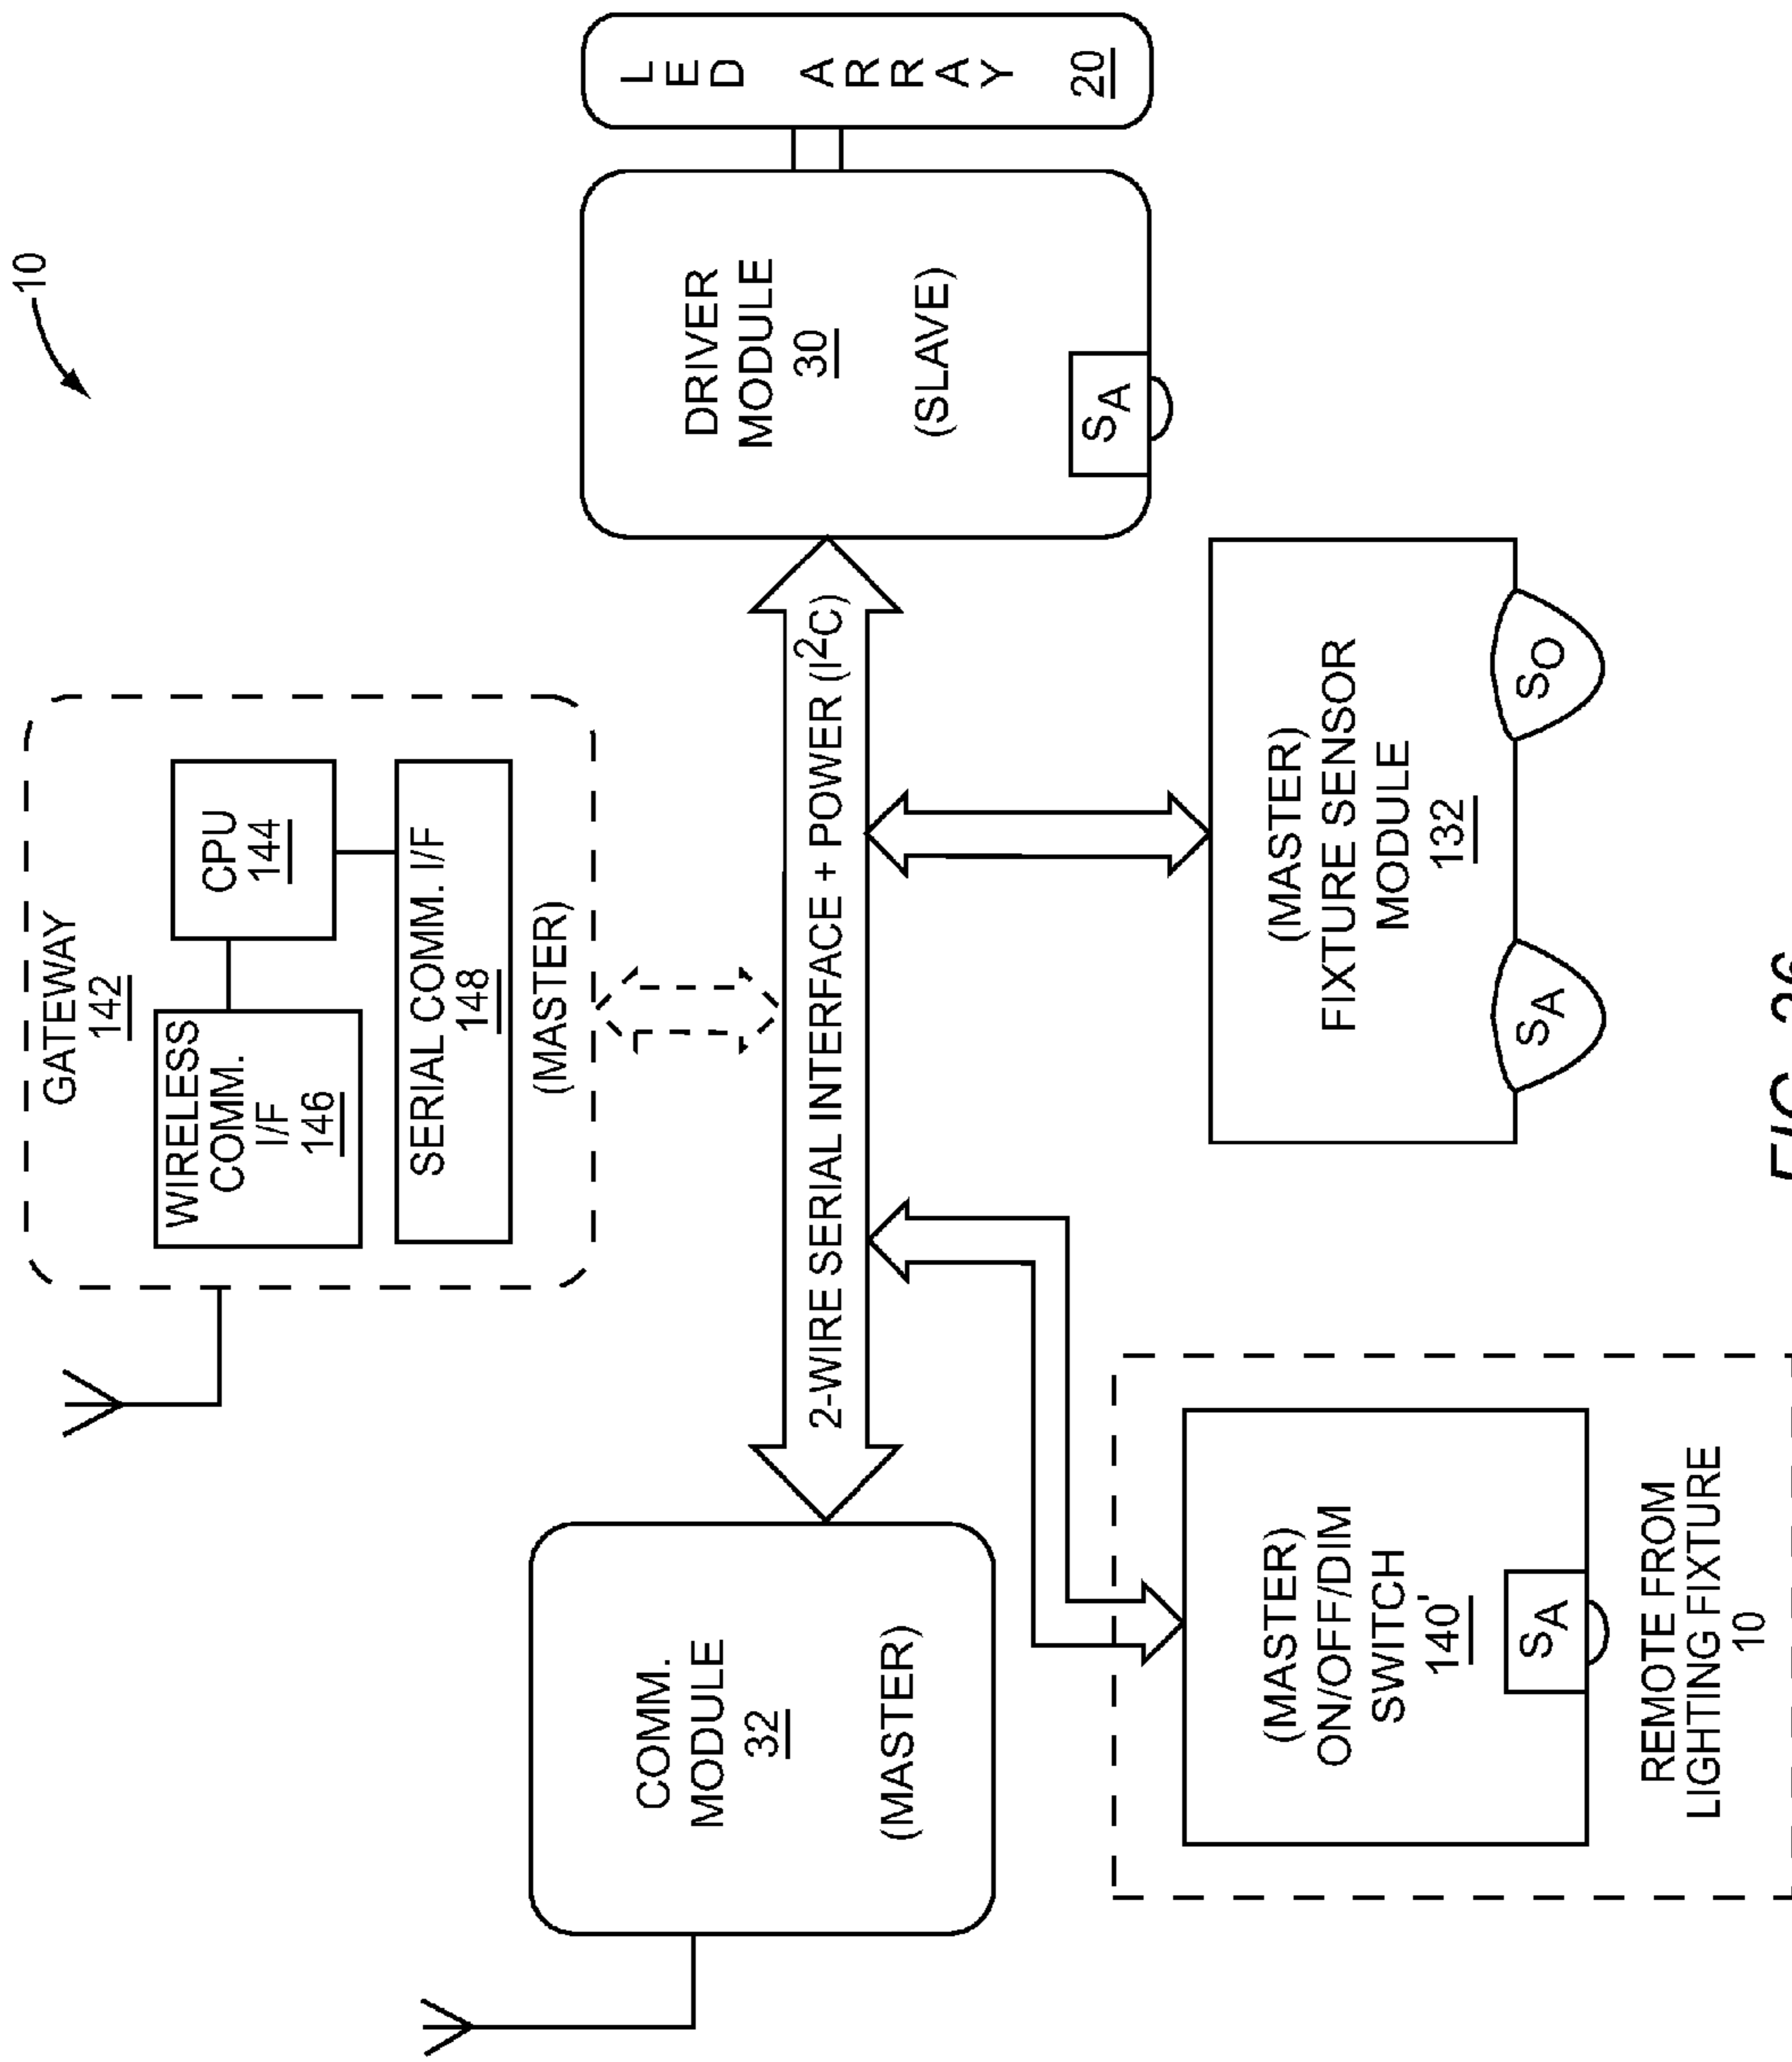 10
GATEWAY
142
WIRELESS
COMM.
I/F
146
CPU
144
SERIAL COMM. I/F
148
(MASTER)
COMM.
MODULE
32
(MASTER)
2-WIRE SERIAL INTERFACE + POWER (I²C)
DRIVER
MODULE
30
(SLAVE)
SA
LED ARRAY
20
(MASTER)
ON/OFF/DIM
SWITCH
140'
SA
REMOTE FROM
LIGHTING FIXTURE
10
(MASTER)
FIXTURE SENSOR
MODULE
132
SA
SO
FIG.